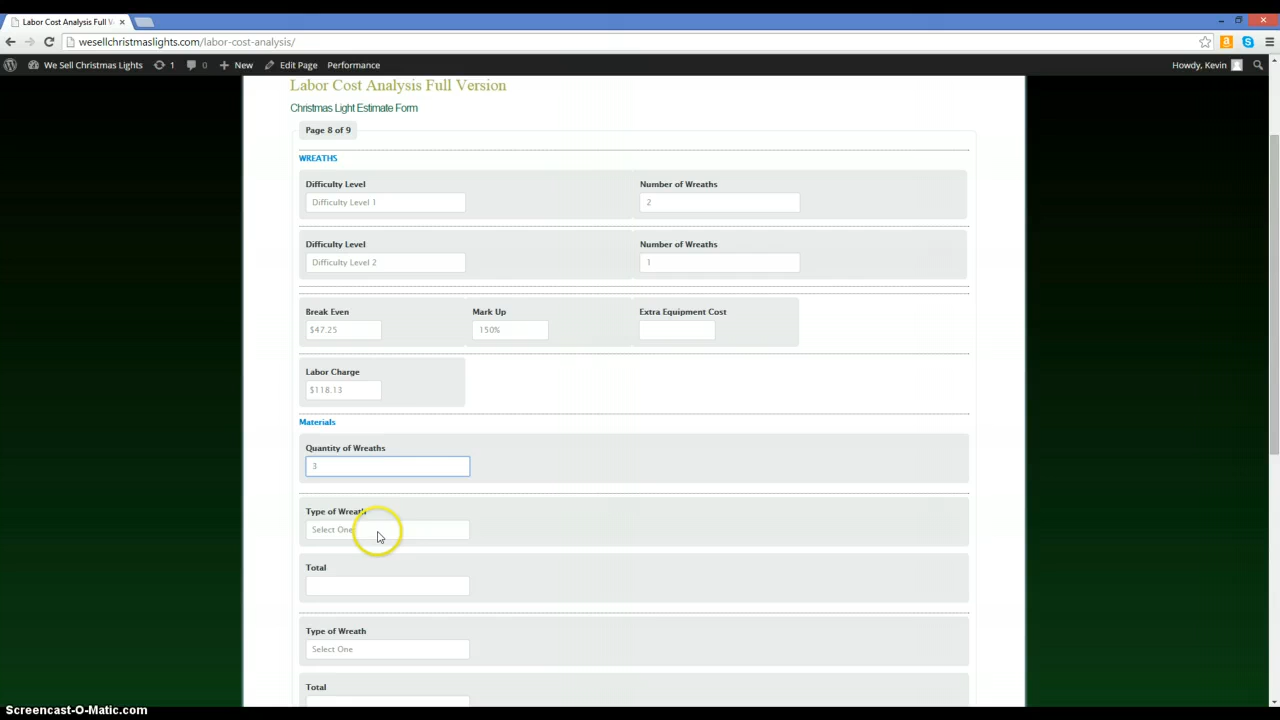 Labor Cost Analysis Full V
wesellchristmaslights.com/labor-cost-analysis/
We Sell Christmas Lights 1 0 New Edit Page Performance Howdy, Kevin
Labor Cost Analysis Full Version
Christmas Light Estimate Form
Page 8 of 9
WREATHS
Difficulty Level Number of Wreaths
Difficulty Level 1 2
Difficulty Level Number of Wreaths
Difficulty Level 2 1
Break Even Mark Up Extra Equipment Cost
$47.25 150%
Labor Charge
$118.13
Materials
Quantity of Wreaths
3
Type of Wreath
Select One
Total
Type of Wreath
Select One
Total
Screencast-O-Matic.com